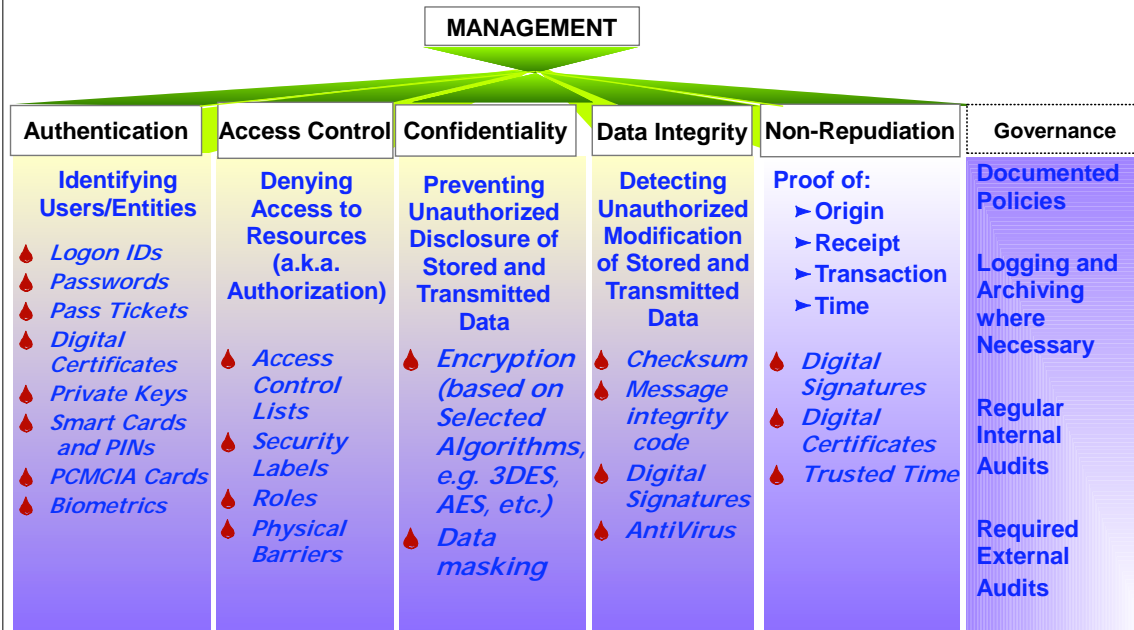 MANAGEMENT
Authentication
Identifying
Users/Entities
Logon IDs
Passwords
Pass Tickets
Digital
Certificates
Private Keys
Smart Cards
and PINs
PCMCIA Cards
Biometrics
Access Control
Denying
Access to
Resources
(a.k.a.
Authorization)
Access
Control
Lists
Security
Labels
Roles
Physical
Barriers
Confidentiality
Preventing
Unauthorized
Disclosure of
Stored and
Transmitted
Data
Encryption
(based on
Selected
Algorithms,
e.g. 3DES,
AES, etc.)
Data
masking
Data Integrity
Detecting
Unauthorized
Modification
of Stored and
Transmitted
Data
Checksum
Message
integrity
code
Digital
Signatures
AntiVirus
Non-Repudiation
Proof of:
➢ Origin
➢ Receipt
➢ Transaction
➢ Time
Digital
Signatures
Digital
Certificates
Trusted Time
Governance
Documented
Policies
Logging and
Archiving
where
Necessary
Regular
Internal
Audits
Required
External
Audits